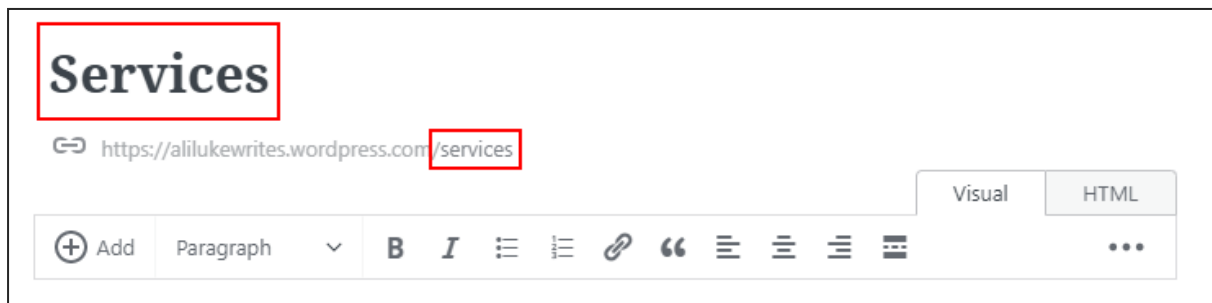 Services
https://alilukewrites.wordpress.com/services
Visual HTML
Add Paragraph B I